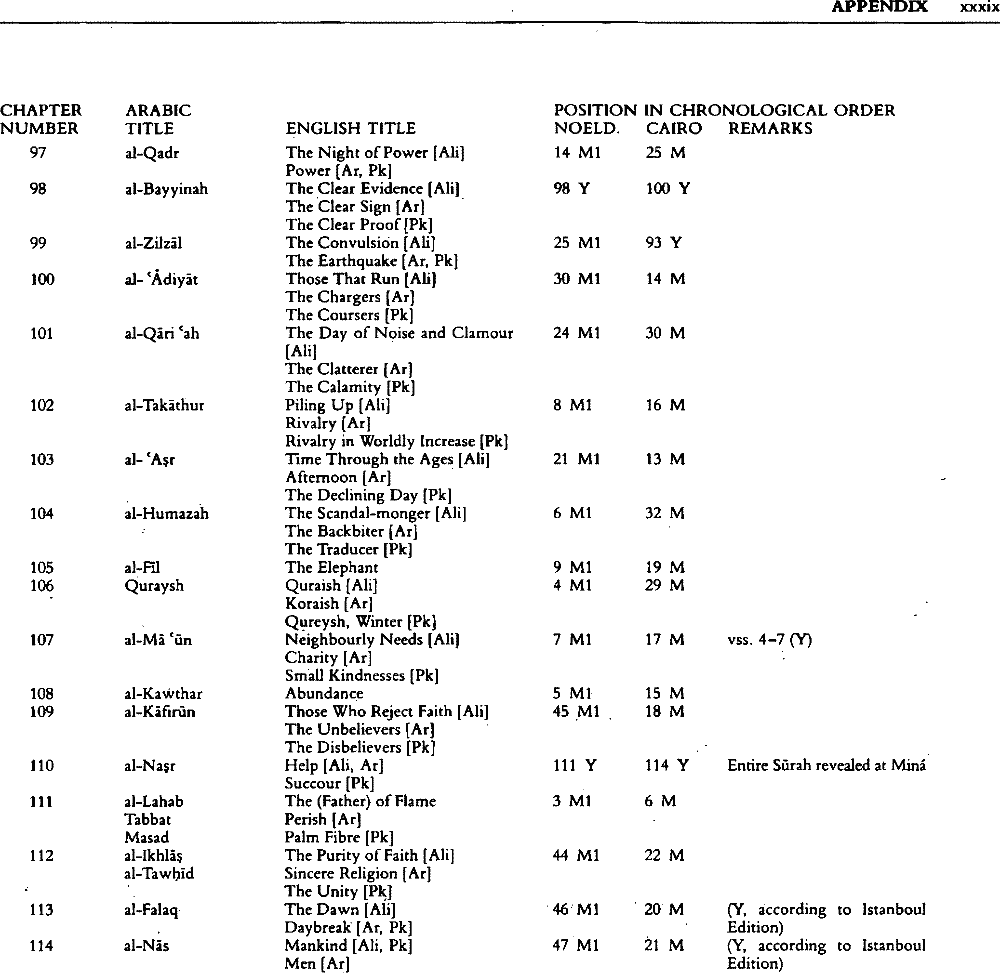 APPENDIX xxxix
CHAPTER ARABIC POSITION IN CHRONOLOGICAL ORDER
NUMBER TITLE ENGLISH TITLE NOELD. CAIRO REMARKS
97 al-Qadr The Night of Power [Ali] 14 M1 25 M
Power [Ar, Pk]
98 al-Bayyinah The Clear Evidence [Ali] 98 Y 100 Y
The Clear Sign [Ar]
The Clear Proof [Pk]
99 al-Zilzāl The Convulsion [Ali] 25 M1 93 Y
The Earthquake [Ar, Pk]
100 al-ʿĀdiyāt Those That Run [Ali] 30 M1 14 M
The Chargers [Ar]
The Coursers [Pk]
101 al-Qāriʿah The Day of Noise and Clamour 24 M1 30 M
[Ali]
The Clatterer [Ar]
The Calamity [Pk]
102 al-Takāthur Piling Up [Ali] 8 M1 16 M
Rivalry [Ar]
Rivalry in Worldly Increase [Pk]
103 al-ʿAṣr Time Through the Ages [Ali] 21 M1 13 M
Afternoon [Ar]
The Declining Day [Pk]
104 al-Humazah The Scandal-monger [Ali] 6 M1 32 M
The Backbiter [Ar]
The Traducer [Pk]
105 al-Fīl The Elephant 9 M1 19 M
106 Quraysh Quraish [Ali] 4 M1 29 M
Koraish [Ar]
Qureysh, Winter [Pk]
107 al-Māʿūn Neighbourly Needs [Ali] 7 M1 17 M vss. 4–7 (Y)
Charity [Ar]
Small Kindnesses [Pk]
108 al-Kawthar Abundance 5 M1 15 M
109 al-Kāfirūn Those Who Reject Faith [Ali] 45 M1 18 M
The Unbelievers [Ar]
The Disbelievers [Pk]
110 al-Naṣr Help [Ali, Ar] 111 Y 114 Y Entire Sūrah revealed at Miná
Succour [Pk]
111 al-Lahab The (Father) of Flame 3 M1 6 M
Tabbat Perish [Ar]
Masad Palm Fibre [Pk]
112 al-Ikhlāṣ The Purity of Faith [Ali] 44 M1 22 M
al-Tawḥīd Sincere Religion [Ar]
The Unity [Pk]
113 al-Falaq The Dawn [Ali] 46 M1 20 M (Y, according to Istanboul
Daybreak [Ar, Pk] Edition)
114 al-Nās Mankind [Ali, Pk] 47 M1 21 M (Y, according to Istanboul
Men [Ar] Edition)